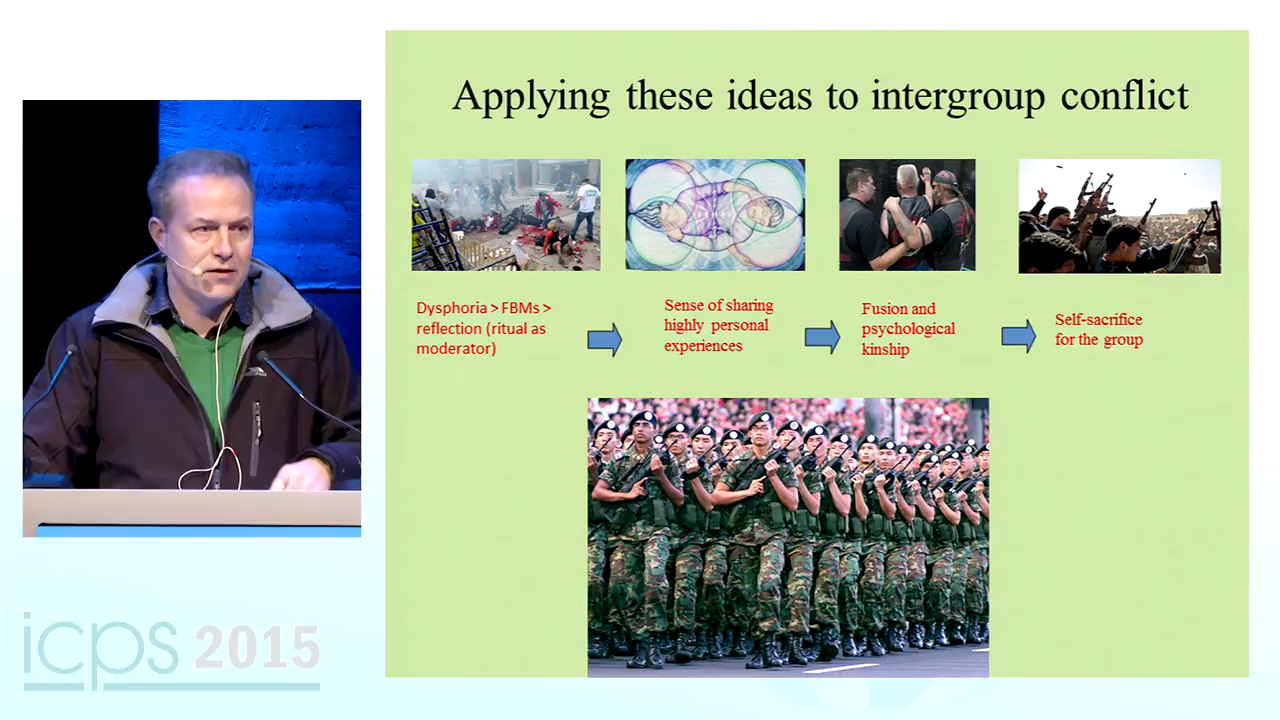 Applying these ideas to intergroup conflict
Dysphoria > FBMs >
reflection (ritual as
moderator)
Sense of sharing
highly personal
experiences
Fusion and
psychological
kinship
Self-sacrifice
for the group
icps 2015